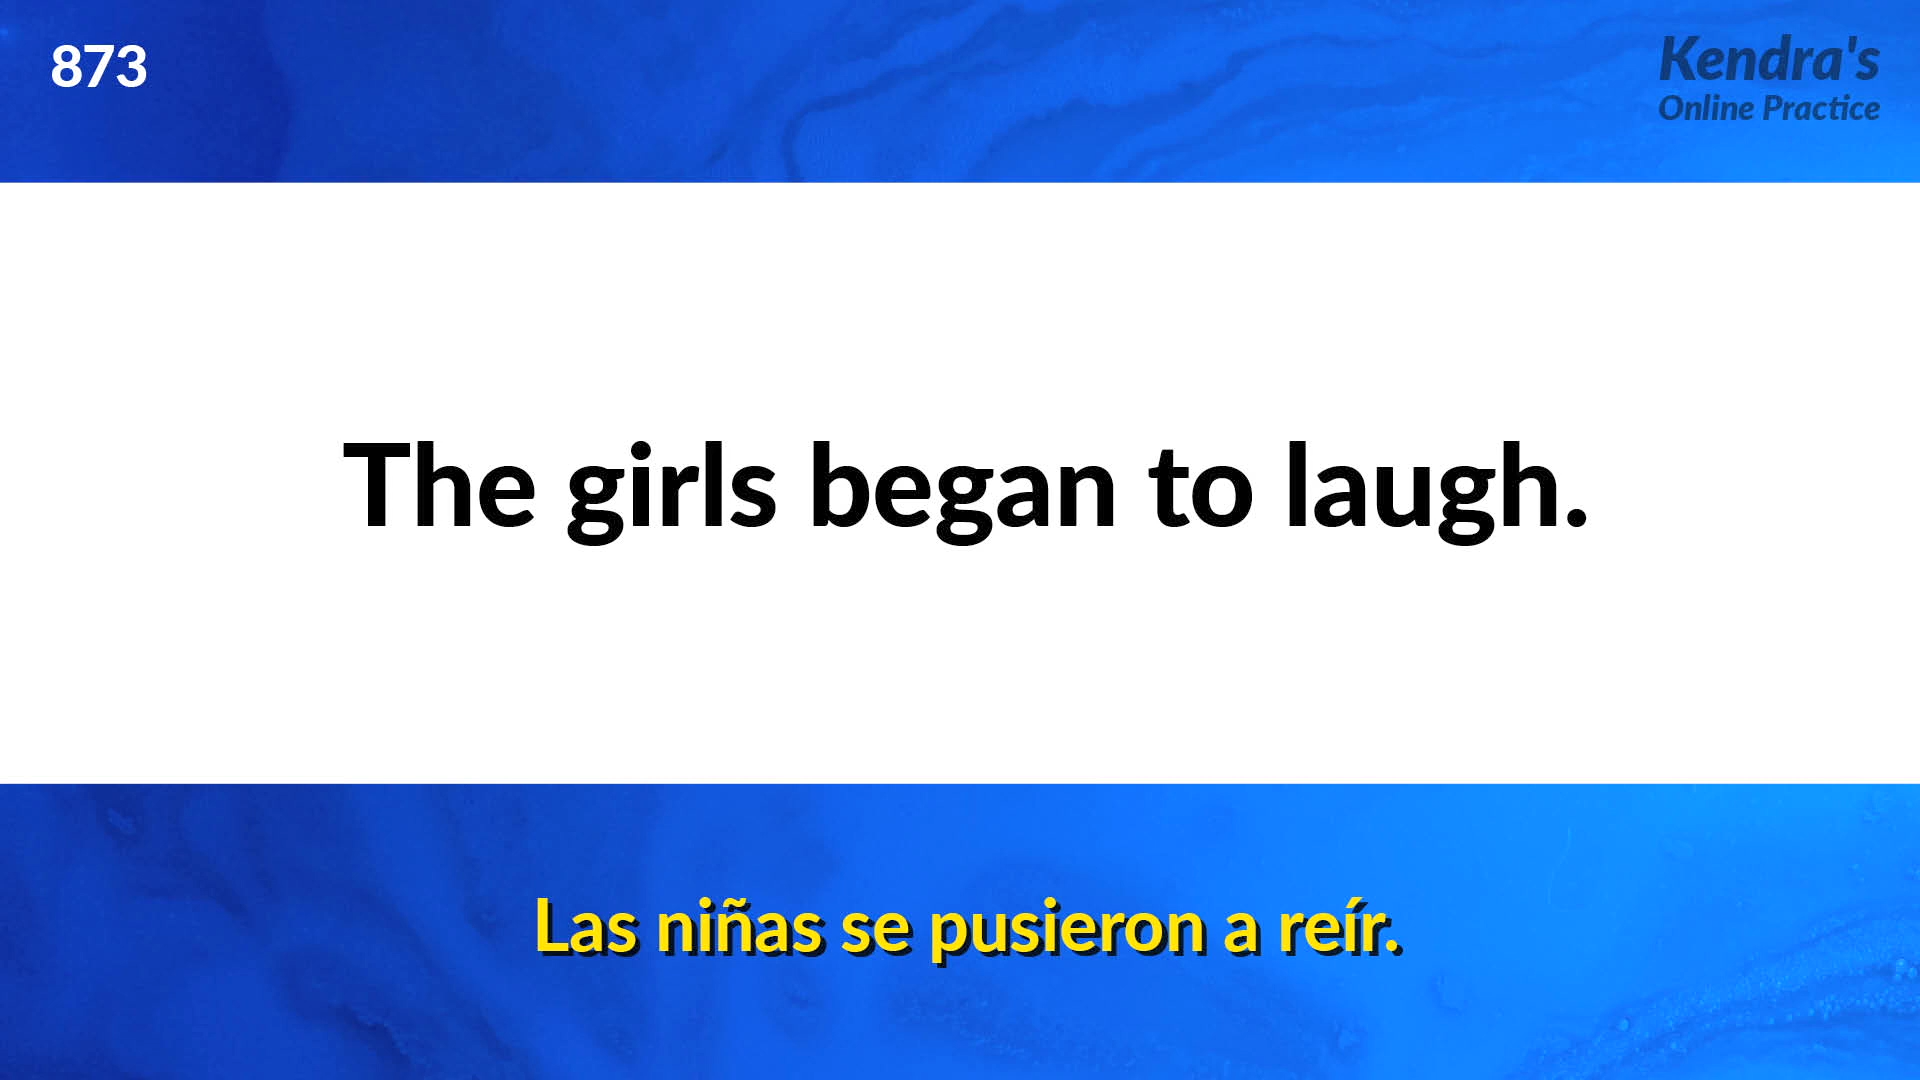 873
Kendra's
Online Practice
The girls began to laugh.
Las niñas se pusieron a reír.